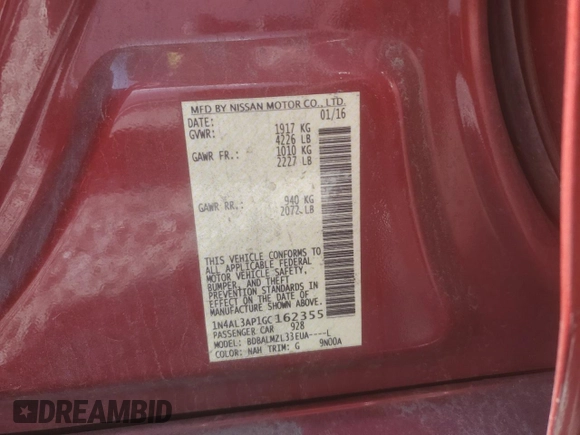 MFD BY NISSAN MOTOR CO., LTD.
DATE: 01/16
GVWR: 1917 KG
4226 LB
GAWR FR.: 1010 KG
2227 LB
GAWR RR.: 940 KG
2072 LB
THIS VEHICLE CONFORMS TO
ALL APPLICABLE FEDERAL
MOTOR VEHICLE SAFETY,
BUMPER, AND THEFT
PREVENTION STANDARDS IN
EFFECT ON THE DATE OF
MANUFACTURE SHOWN ABOVE.
1N4AL3AP1GC162355
PASSENGER CAR 928
MODEL: BDBALMZL33EUA----L
COLOR: NAH TRIM: G 9N00A
DREAMBID